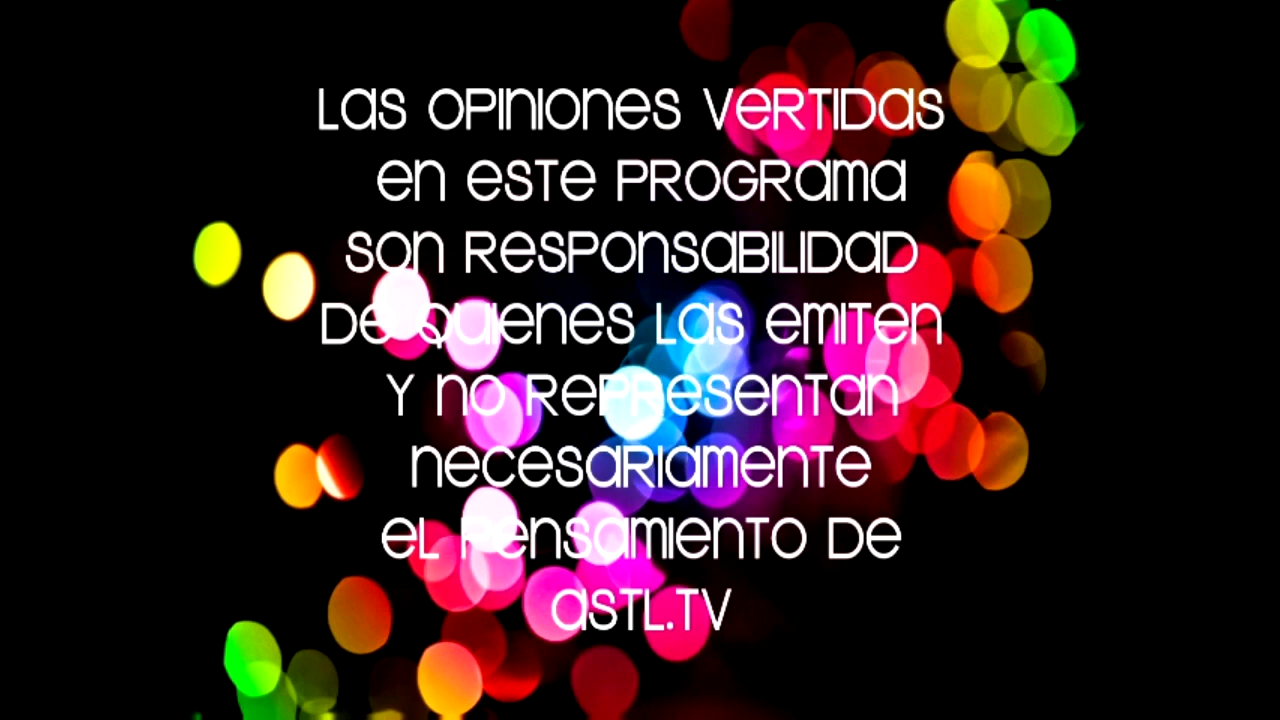 Las opiniones vertidas
en este programa
son responsabilidad
de quienes las emiten
y no representan
necesariamente
el pensamiento de
ASTL.TV